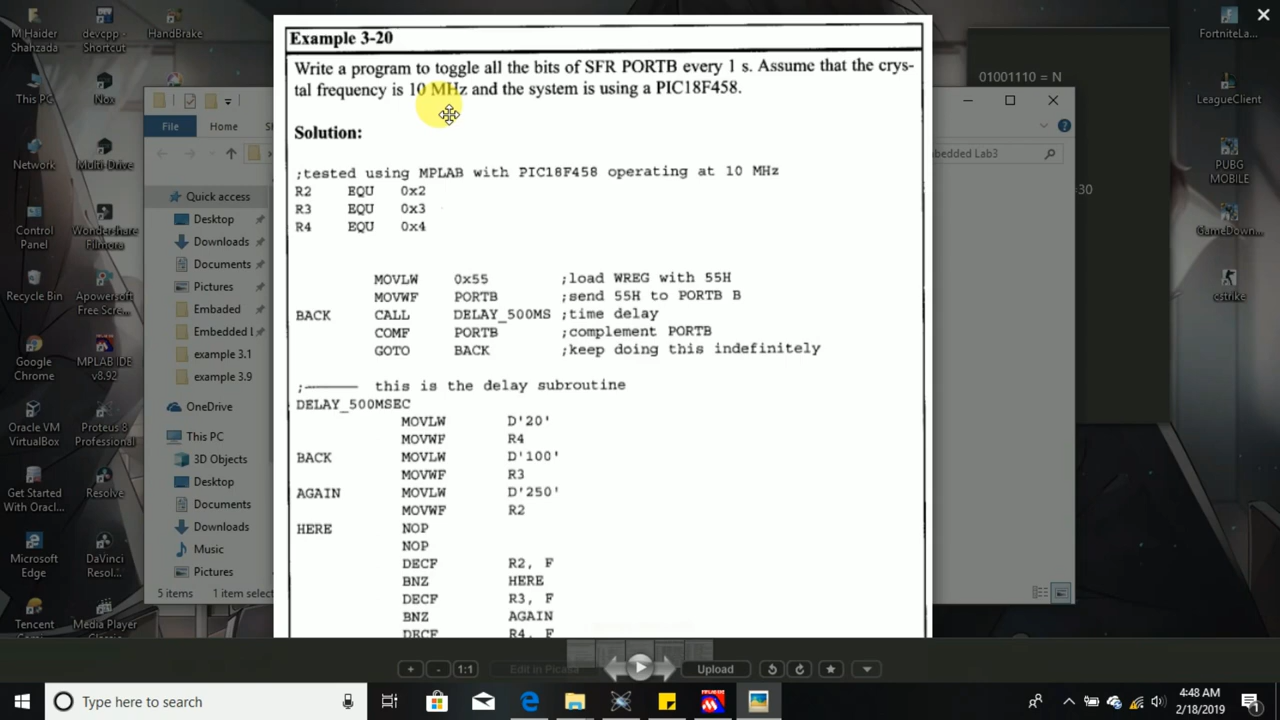 M Haider Shahzada
devcpp - Shortcut
HandBrake
This PC
Nox
Network
Multi-Drive
Control Panel
Wondershare Filmora
Recycle Bin
Apowersoft Free Scre...
Google Chrome
MPLAB IDE v8.92
Oracle VM VirtualBox
Proteus 8 Professional
Get Started With Oracl...
Resolve
Microsoft Edge
DaVinci Resol...
Tencent
Media Player
File
Home
Quick access
Desktop
Downloads
Documents
Pictures
Embaded
Embedded l
example 3.1
example 3.9
OneDrive
This PC
3D Objects
Desktop
Documents
Downloads
Music
Pictures
5 items 1 item select
Example 3-20
Write a program to toggle all the bits of SFR PORTB every 1 s. Assume that the crys-
tal frequency is 10 MHz and the system is using a PIC18F458.
Solution:
;tested using MPLAB with PIC18F458 operating at 10 MHz
R2 EQU 0x2
R3 EQU 0x3
R4 EQU 0x4
MOVLW 0x55 ;load WREG with 55H
MOVWF PORTB ;send 55H to PORT B
BACK CALL DELAY_500MS ;time delay
COMF PORTB ;complement PORTB
GOTO BACK ;keep doing this indefinitely
;—— this is the delay subroutine
DELAY_500MSEC
MOVLW D'20'
MOVWF R4
BACK MOVLW D'100'
MOVWF R3
AGAIN MOVLW D'250'
MOVWF R2
HERE NOP
NOP
DECF R2, F
BNZ HERE
DECF R3, F
BNZ AGAIN
DECF R4, F
01001110 = N
bedded Lab3
=30
FortniteLa...
LeagueClient
PUBG MOBILE
GameDown...
cstrike
1:1
Edit in Picasa
Upload
Type here to search
4:48 AM
2/18/2019
1